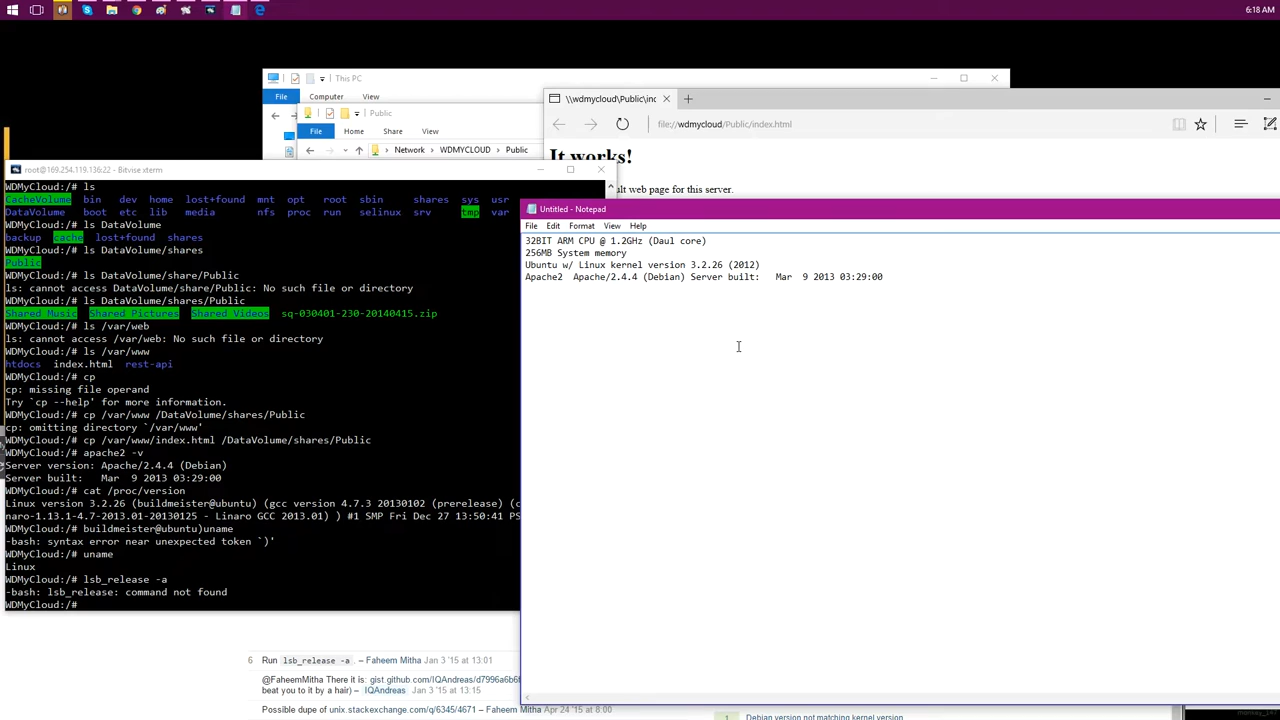 6:18 AM
This PC
File Computer View
Public
File Home Share View
Network WDMYCLOUD Public
\\wdmycloud\Public\inc
file://wdmycloud/Public/index.html
It works!
ult web page for this server.
root@169.254.119.136:22 - Bitvise xterm
WDMyCloud:/# ls
CacheVolume bin dev home lost+found mnt opt root sbin shares sys usr
DataVolume boot etc lib media nfs proc run selinux srv tmp var
WDMyCloud:/# ls DataVolume
backup cache lost+found shares
WDMyCloud:/# ls DataVolume/shares
Public
WDMyCloud:/# ls DataVolume/share/Public
ls: cannot access DataVolume/share/Public: No such file or directory
WDMyCloud:/# ls DataVolume/shares/Public
Shared Music Shared Pictures Shared Videos sq-030401-230-20140415.zip
WDMyCloud:/# ls /var/web
ls: cannot access /var/web: No such file or directory
WDMyCloud:/# ls /var/www
htdocs index.html rest-api
WDMyCloud:/# cp
cp: missing file operand
Try `cp --help' for more information.
WDMyCloud:/# cp /var/www /DataVolume/shares/Public
cp: omitting directory `/var/www'
WDMyCloud:/# cp /var/www/index.html /DataVolume/shares/Public
WDMyCloud:/# apache2 -v
Server version: Apache/2.4.4 (Debian)
Server built: Mar 9 2013 03:29:00
WDMyCloud:/# cat /proc/version
Linux version 3.2.26 (buildmeister@ubuntu) (gcc version 4.7.3 20130102 (prerelease) (c
naro-1.13.1-4.7-2013.01-20130125 - Linaro GCC 2013.01) ) #1 SMP Fri Dec 27 13:50:41 PS
WDMyCloud:/# buildmeister@ubuntu)uname
-bash: syntax error near unexpected token `)'
WDMyCloud:/# uname
Linux
WDMyCloud:/# lsb_release -a
-bash: lsb_release: command not found
WDMyCloud:/#
Untitled - Notepad
File Edit Format View Help
32BIT ARM CPU @ 1.2GHz (Daul core)
256MB System memory
Ubuntu w/ Linux kernel version 3.2.26 (2012)
Apache2 Apache/2.4.4 (Debian) Server built: Mar 9 2013 03:29:00
6 Run lsb_release -a. – Faheem Mitha Jan 3 '15 at 13:01
@FaheemMitha There it is: gist.github.com/IQAndreas/d7996a6b6f
beat you to it by a hair) – IQAndreas Jan 3 '15 at 13:15
Possible dupe of unix.stackexchange.com/q/6345/4671 – Faheem Mitha Apr 24 '15 at 8:00
1 Debian version not matching kernel version